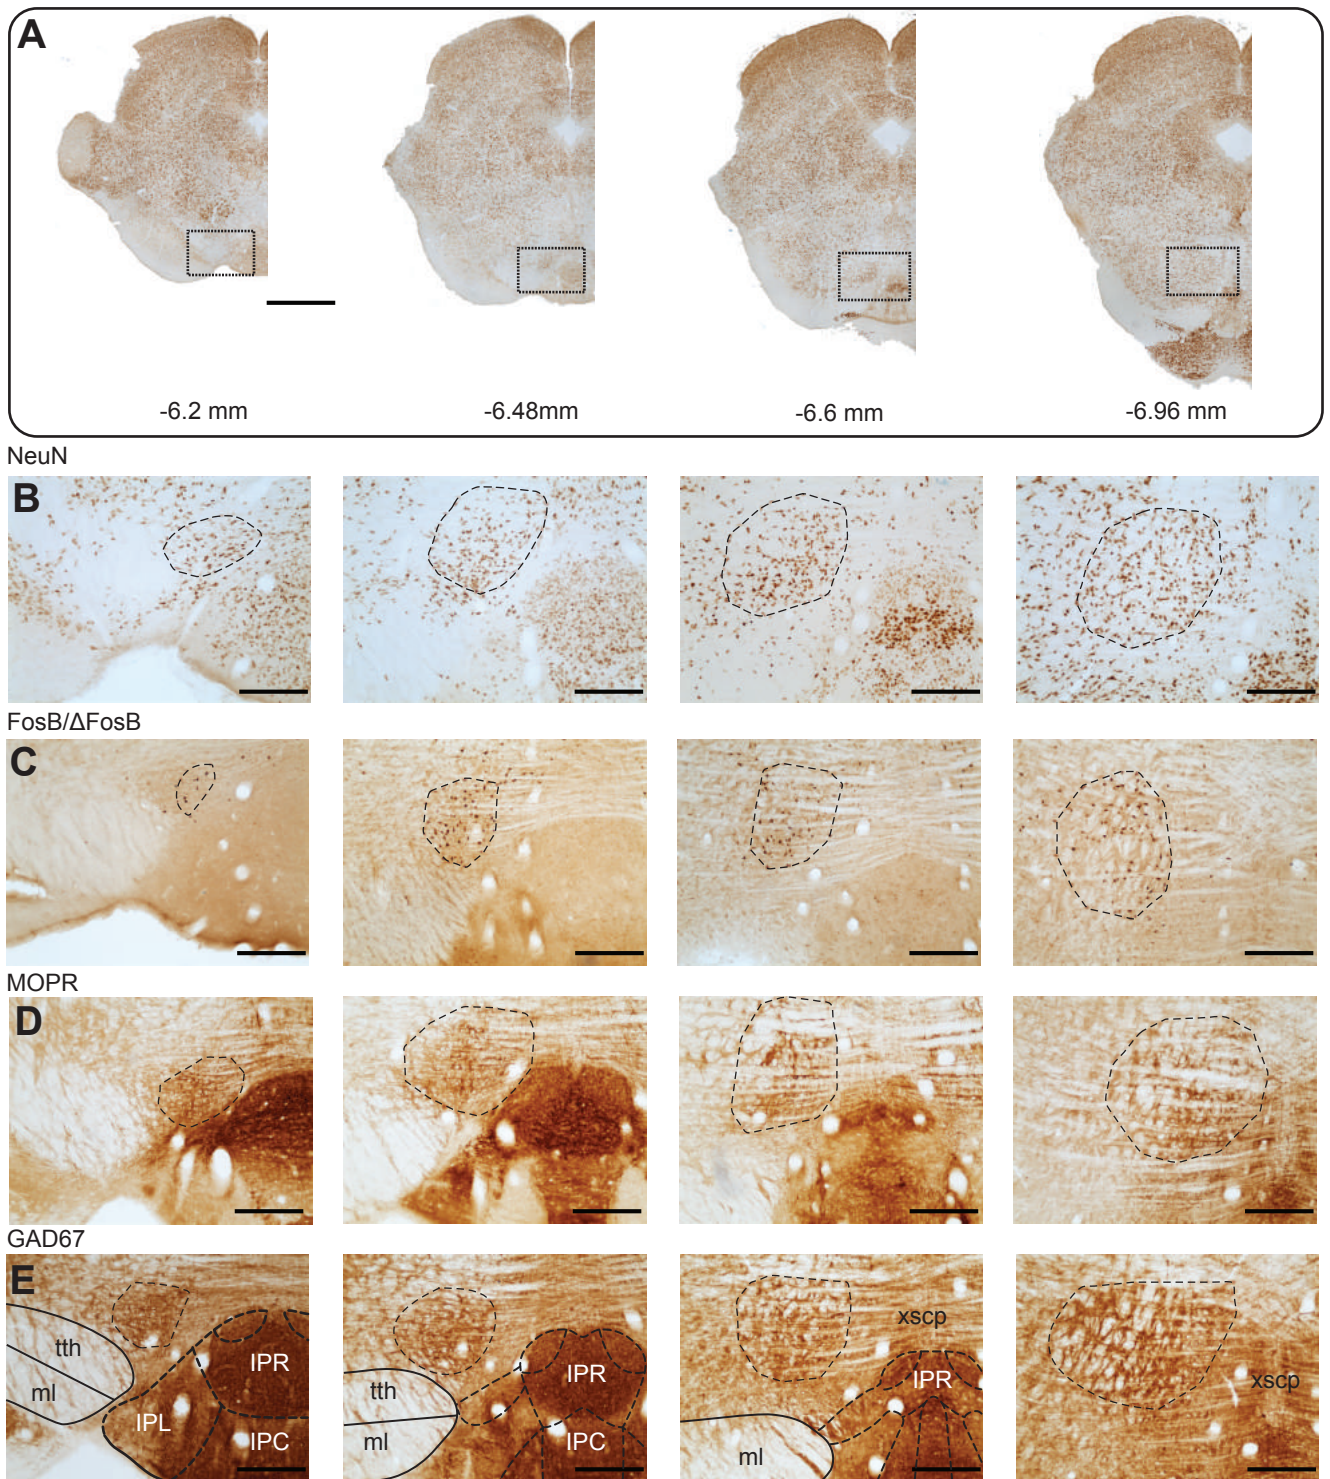 A
-6.2 mm
-6.48mm
-6.6 mm
-6.96 mm
NeuN
B
FosB/ΔFosB
C
MOPR
D
GAD67
E
tth
ml
IPL
IPR
IPC
tth
ml
IPR
IPC
xscp
IPR
ml
xscp